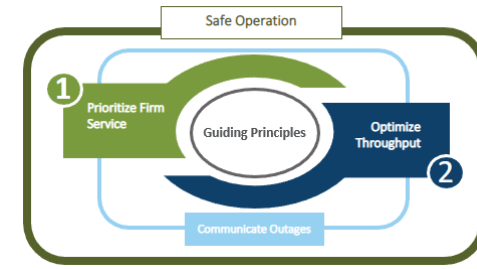 Safe Operation
1
Prioritize Firm
Service
Guiding Principles
Optimize
Throughput
2
Communicate Outages